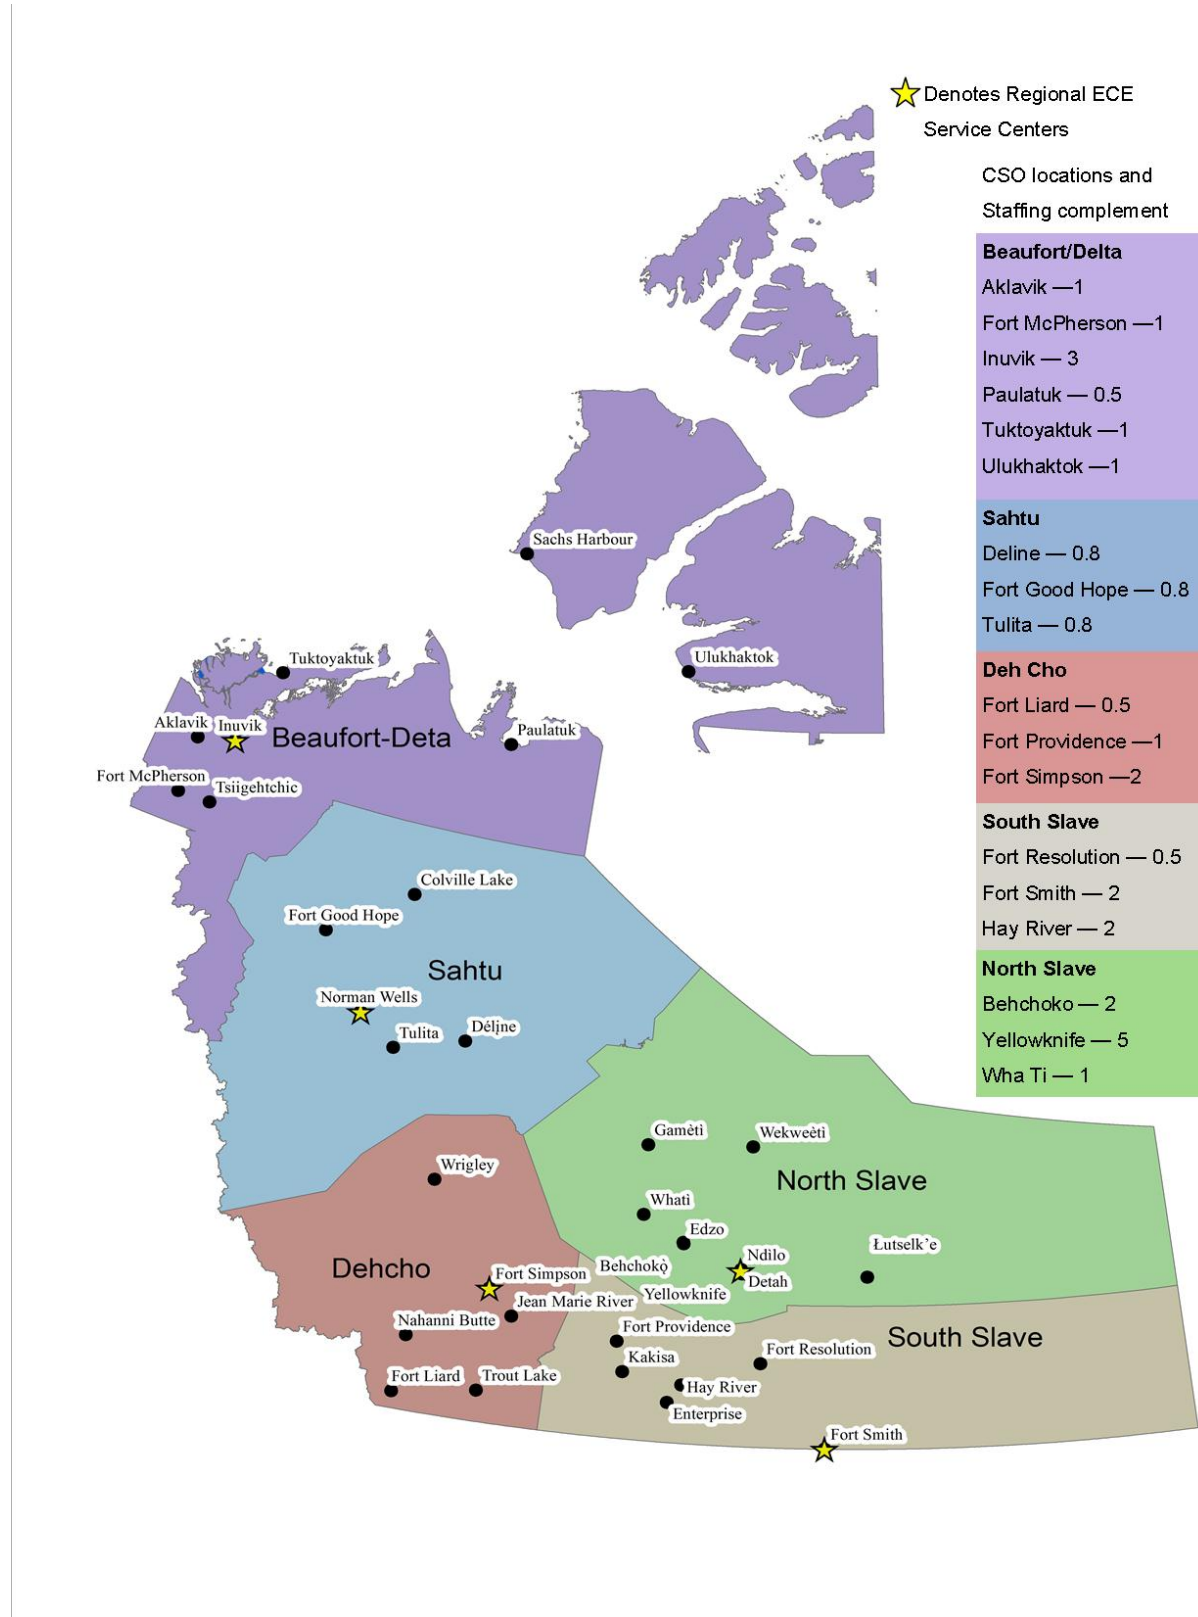 Denotes Regional ECE
Service Centers
CSO locations and
Staffing complement
Beaufort/Delta
Aklavik —1
Fort McPherson —1
Inuvik — 3
Paulatuk — 0.5
Tuktoyaktuk —1
Ulukhaktok —1
Sahtu
Deline — 0.8
Fort Good Hope — 0.8
Tulita — 0.8
Deh Cho
Fort Liard — 0.5
Fort Providence —1
Fort Simpson —2
South Slave
Fort Resolution — 0.5
Fort Smith — 2
Hay River — 2
North Slave
Behchoko — 2
Yellowknife — 5
Wha Ti — 1
Sachs Harbour
Ulukhaktok
Tuktoyaktuk
Aklavik
Inuvik
Beaufort-Deta
Paulatuk
Fort McPherson
Tsiigehtchic
Colville Lake
Fort Good Hope
Sahtu
Norman Wells
Tulita
Délįne
Gamèti
Wekweèti
Wrigley
North Slave
Whatì
Edzo
Behchokǫ̀
Ndilo
Detah
Yellowknife
Łutselk’e
Dehcho
Fort Simpson
Jean Marie River
Nahanni Butte
Fort Liard
Trout Lake
Fort Providence
Kakisa
Hay River
Enterprise
Fort Resolution
South Slave
Fort Smith